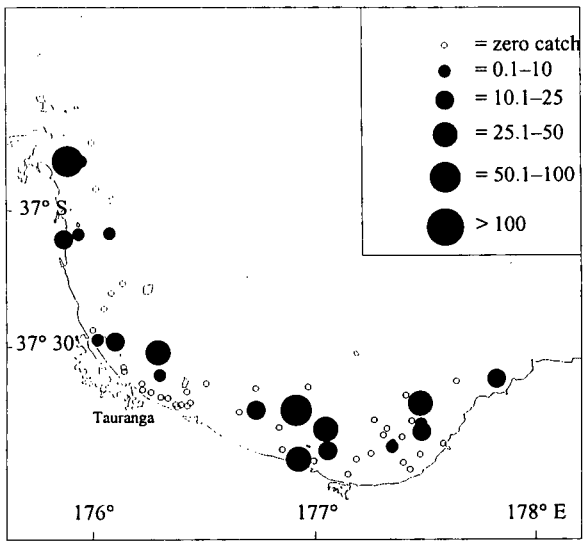 = zero catch
= 0.1–10
= 10.1–25
= 25.1–50
= 50.1–100
> 100
37° S
37° 30'
Tauranga
176°
177°
178° E